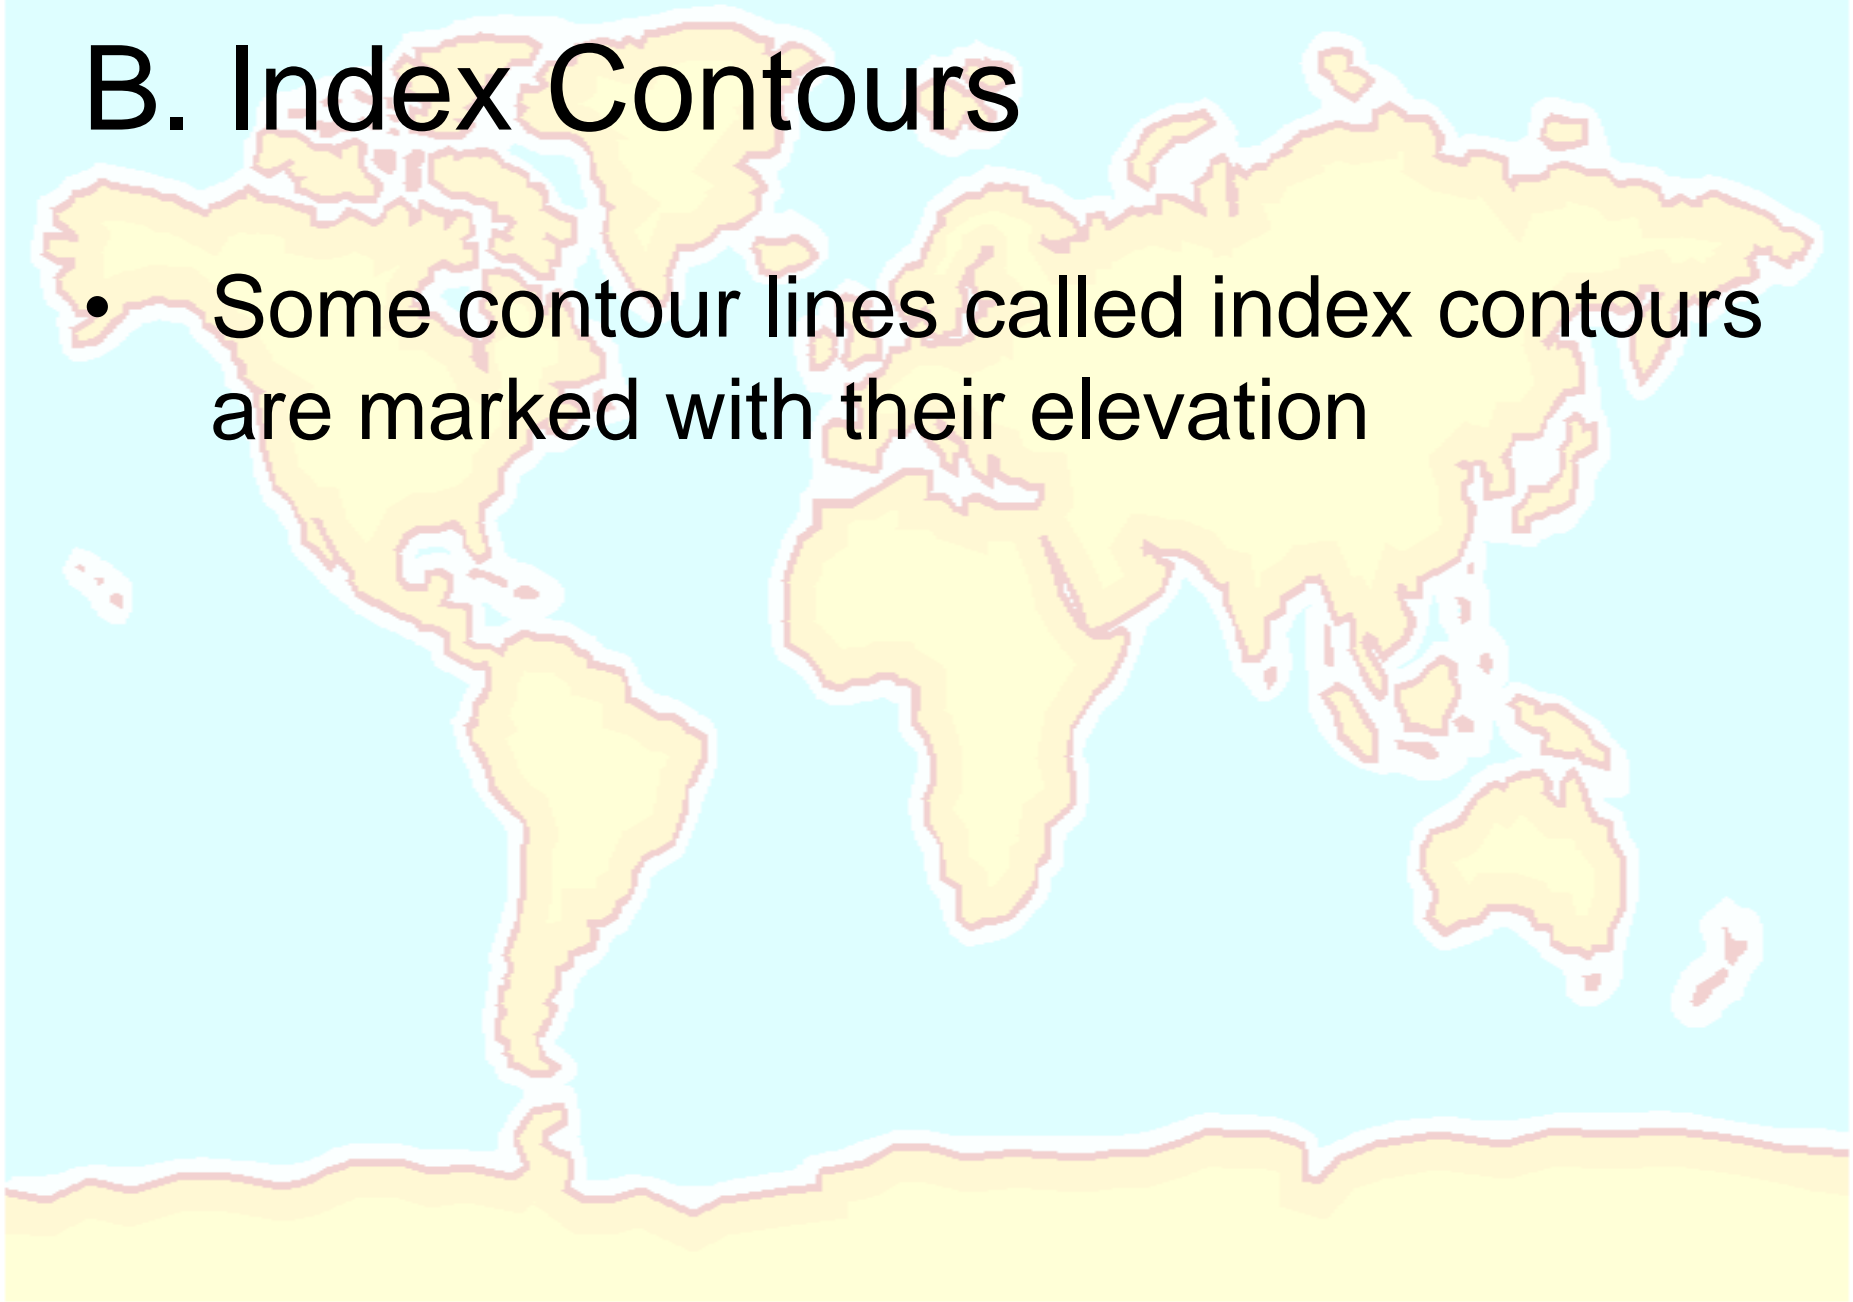 B. Index Contours
• Some contour lines called index contours
are marked with their elevation